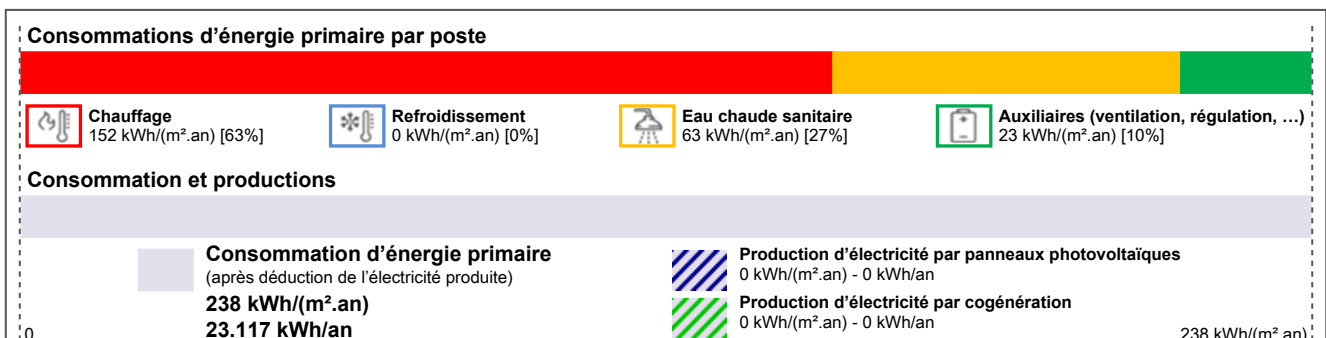 Consommations d’énergie primaire par poste
Chauffage
152 kWh/(m².an) [63%]
Refroidissement
0 kWh/(m².an) [0%]
Eau chaude sanitaire
63 kWh/(m².an) [27%]
Auxiliaires (ventilation, régulation, …)
23 kWh/(m².an) [10%]
Consommation et productions
Consommation d’énergie primaire
(après déduction de l’électricité produite)
238 kWh/(m².an)
23.117 kWh/an
Production d’électricité par panneaux photovoltaïques
0 kWh/(m².an) - 0 kWh/an
Production d’électricité par cogénération
0 kWh/(m².an) - 0 kWh/an
0
238 kWh/(m².an)